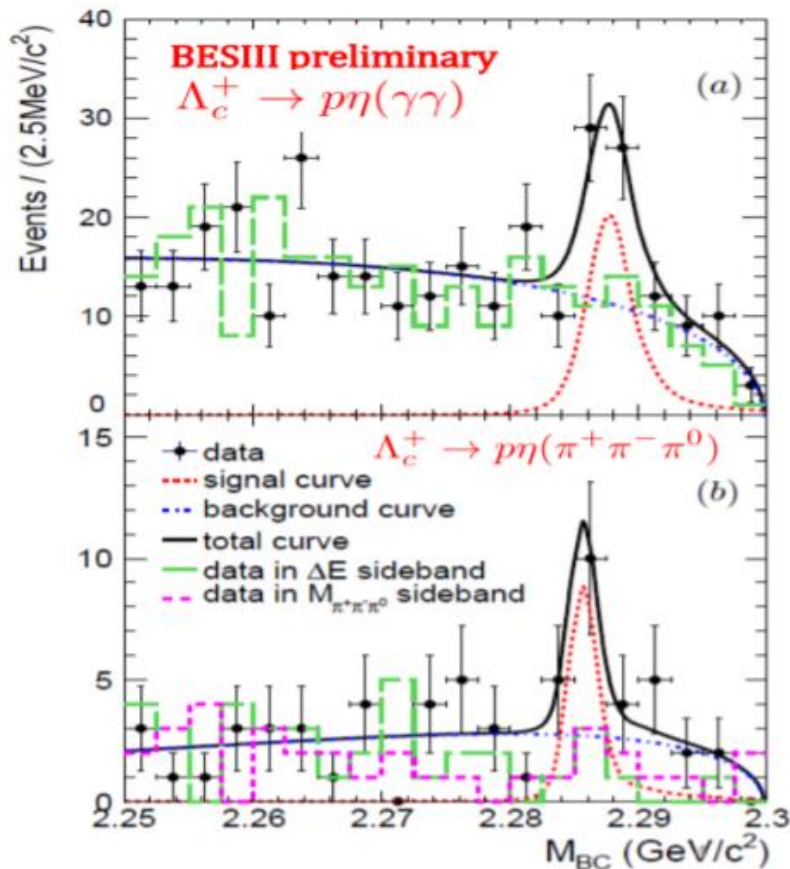 40
BESIII preliminary
Λc+ → pη(γγ)
(a)
30
20
10
0
Events / (2.5MeV/c²)
15
Λc+ → pη(π+π−π0)
(b)
data
signal curve
background curve
total curve
data in ΔE sideband
data in Mπ+π-π0 sideband
10
5
0
2.25 2.26 2.27 2.28 2.29 2.3
MBC (GeV/c²)